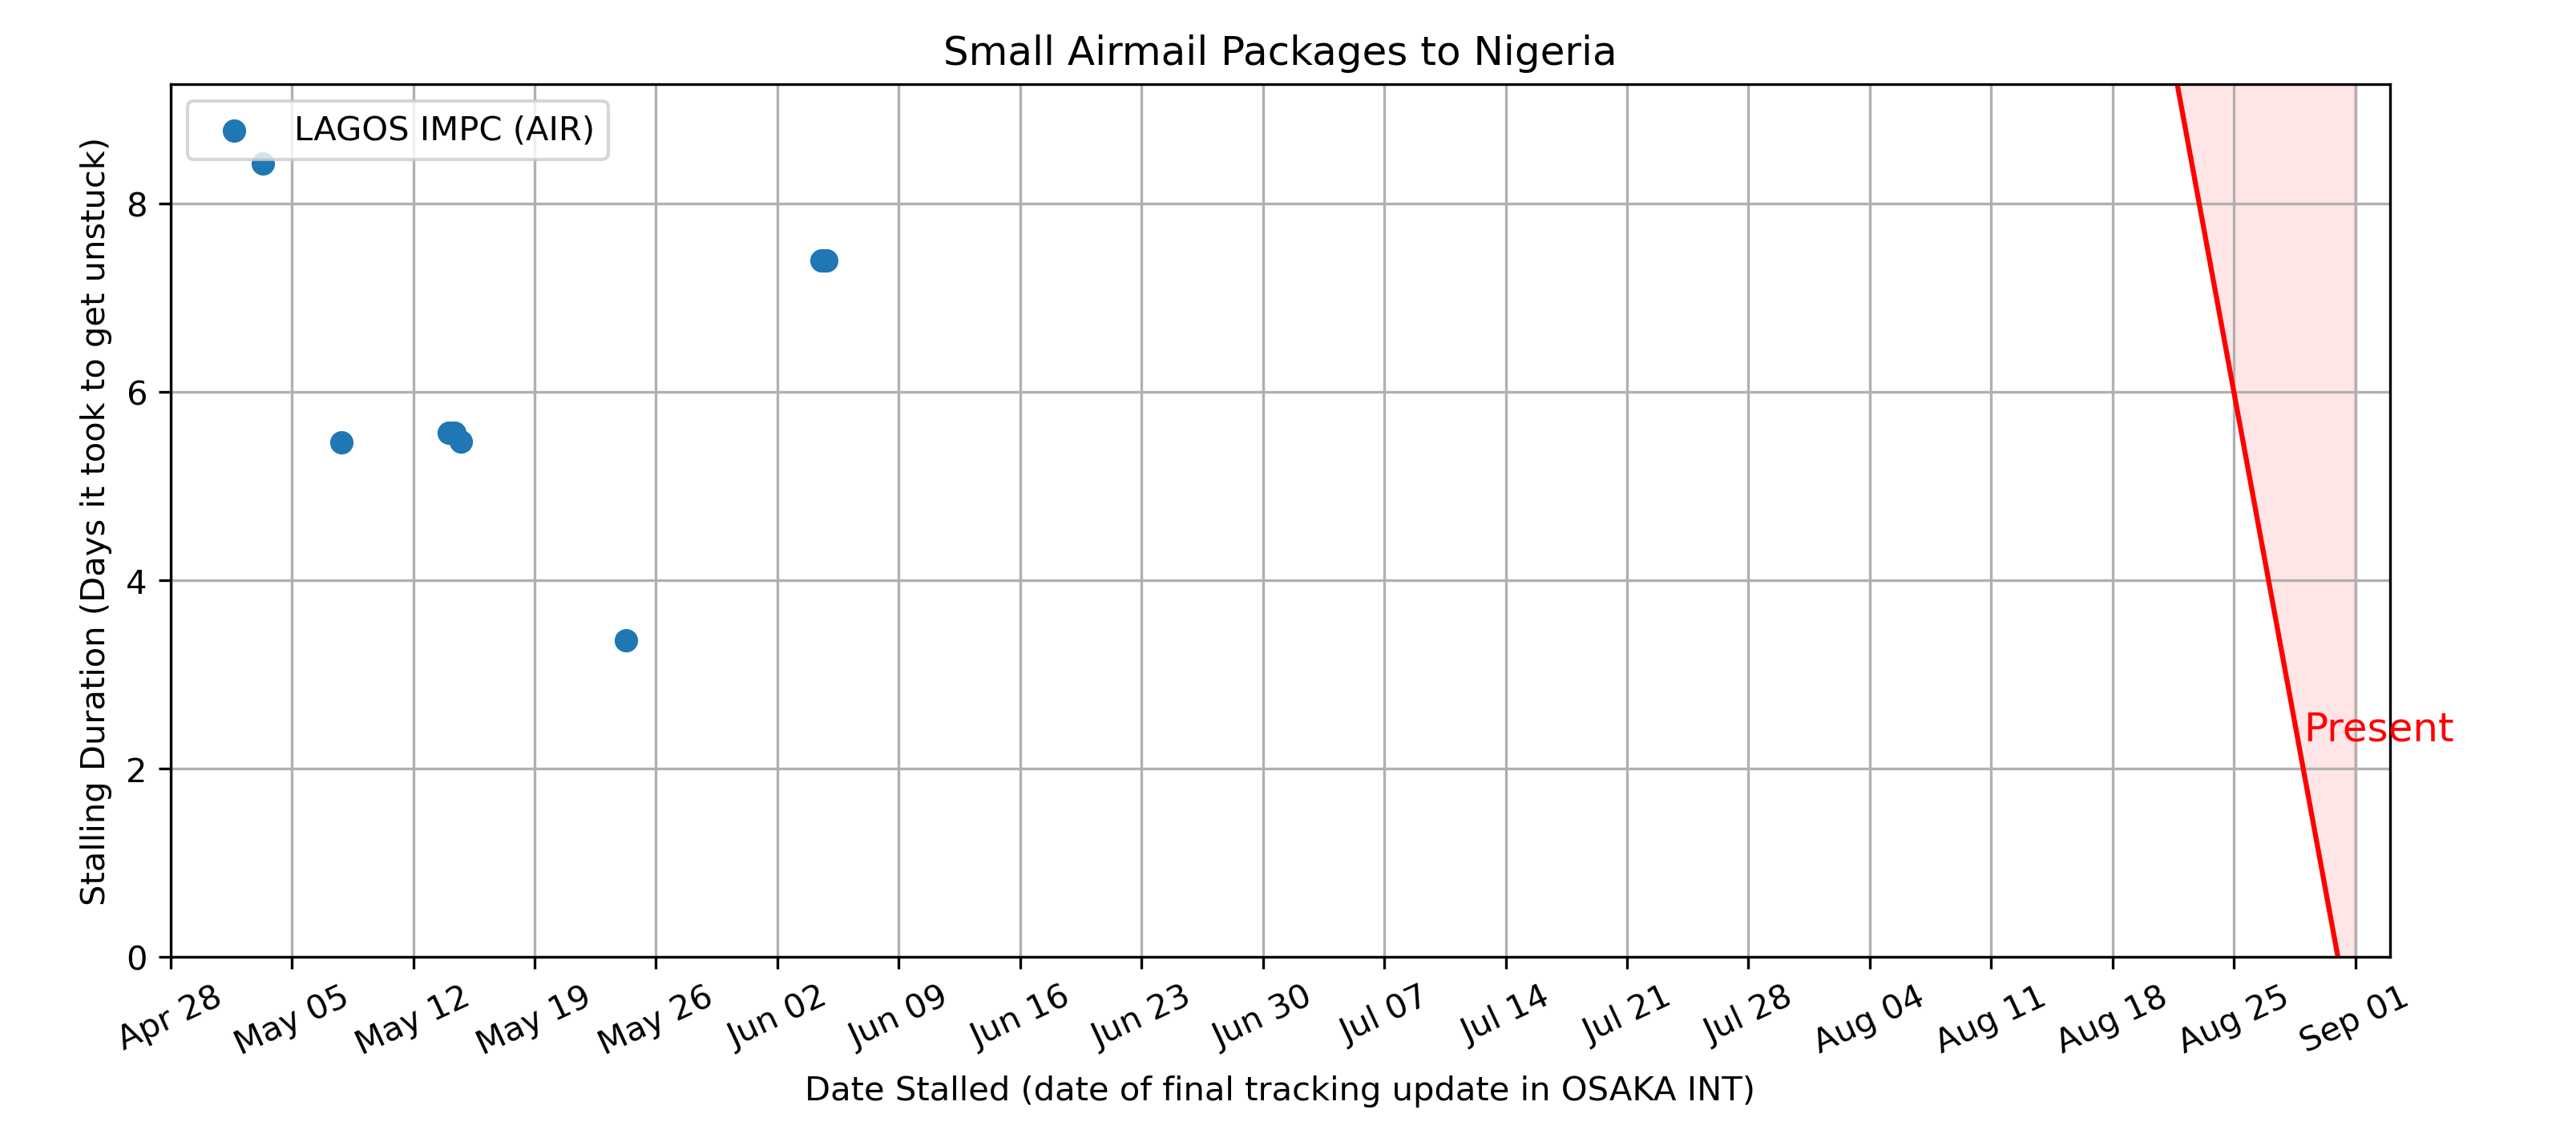 Small Airmail Packages to Nigeria
LAGOS IMPC (AIR)
Stalling Duration (Days it took to get unstuck)
8
6
4
2
0
Present
Apr 28
May 05
May 12
May 19
May 26
Jun 02
Jun 09
Jun 16
Jun 23
Jun 30
Jul 07
Jul 14
Jul 21
Jul 28
Aug 04
Aug 11
Aug 18
Aug 25
Sep 01
Date Stalled (date of final tracking update in OSAKA INT)